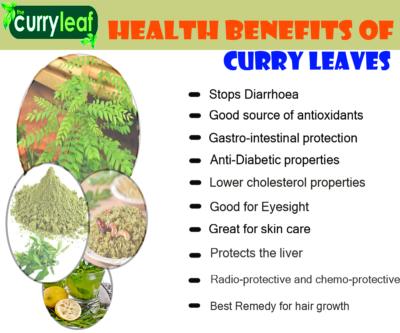 the
curryleaf
HEALTH BENEFITS OF
CURRY LEAVES
Stops Diarrhoea
Good source of antioxidants
Gastro-intestinal protection
Anti-Diabetic properties
Lower cholesterol properties
Good for Eyesight
Great for skin care
Protects the liver
Radio-protective and chemo-protective
Best Remedy for hair growth